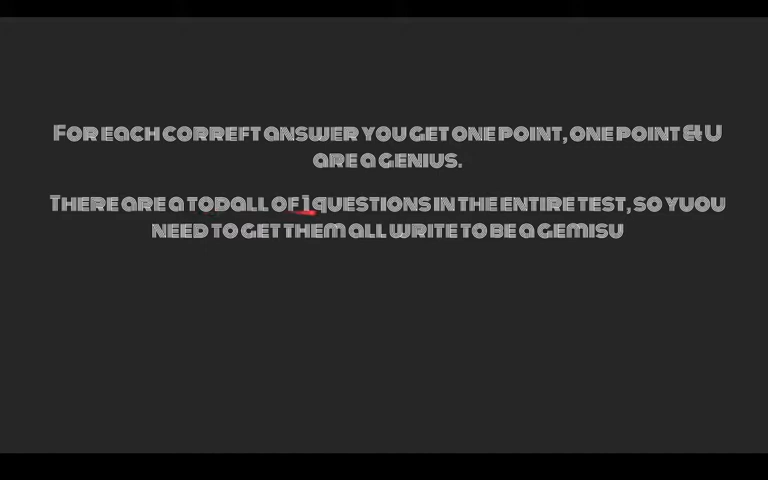 For each correft answer you get one point, one point & U
are a genius.
There are a todall of 1 questions in the entire test, so yuou
need to get them all write to be a gemisu